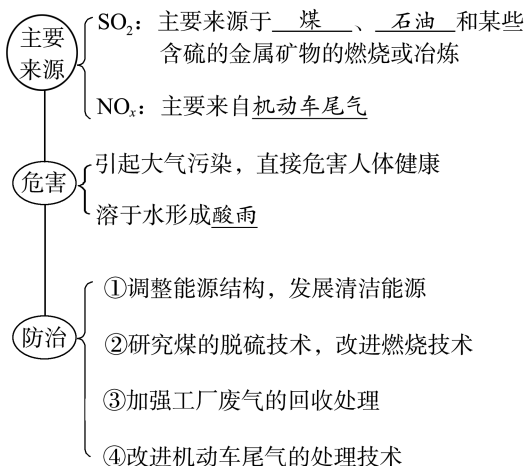 主要
来源
SO₂：主要来源于 煤 、 石油 和某些
含硫的金属矿物的燃烧或冶炼
NOₓ：主要来自机动车尾气
危害
引起大气污染，直接危害人体健康
溶于水形成酸雨
防治
①调整能源结构，发展清洁能源
②研究煤的脱硫技术，改进燃烧技术
③加强工厂废气的回收处理
④改进机动车尾气的处理技术